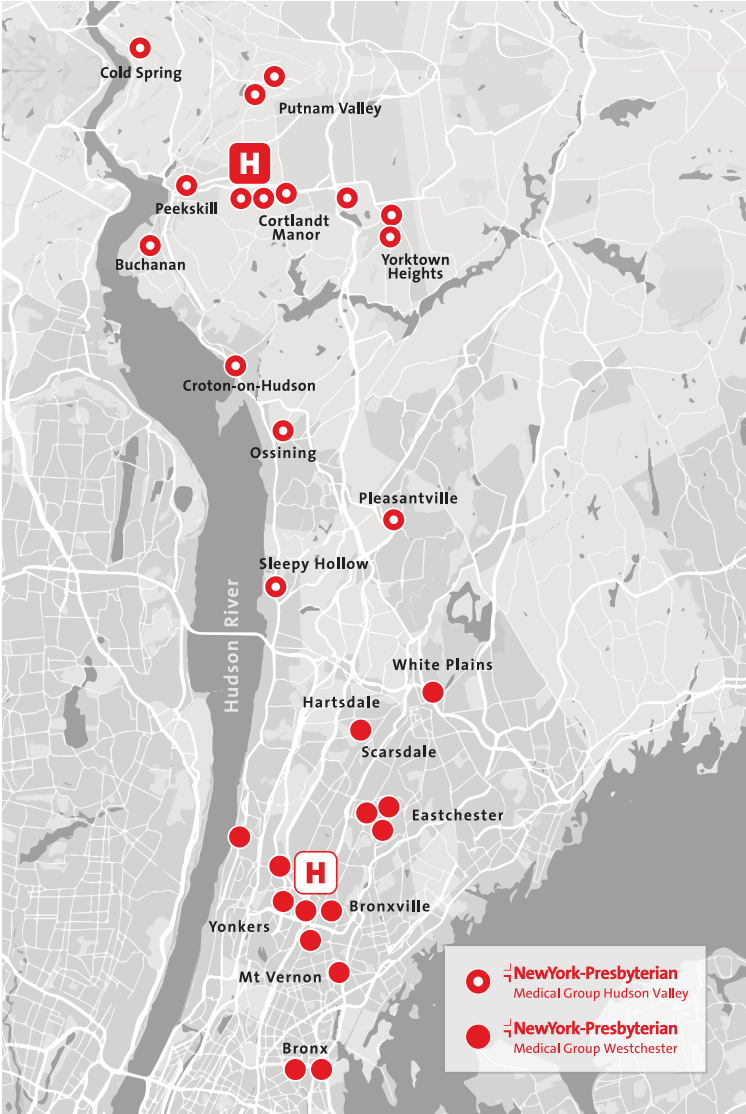 Cold Spring
Putnam Valley
H
Peekskill
Cortlandt
Manor
Buchanan
Yorktown
Heights
Croton-on-Hudson
Ossining
Pleasantville
Sleepy Hollow
Hudson River
White Plains
Hartsdale
Scarsdale
Eastchester
H
Bronxville
Yonkers
Mt Vernon
Bronx
NewYork-Presbyterian
Medical Group Hudson Valley
NewYork-Presbyterian
Medical Group Westchester